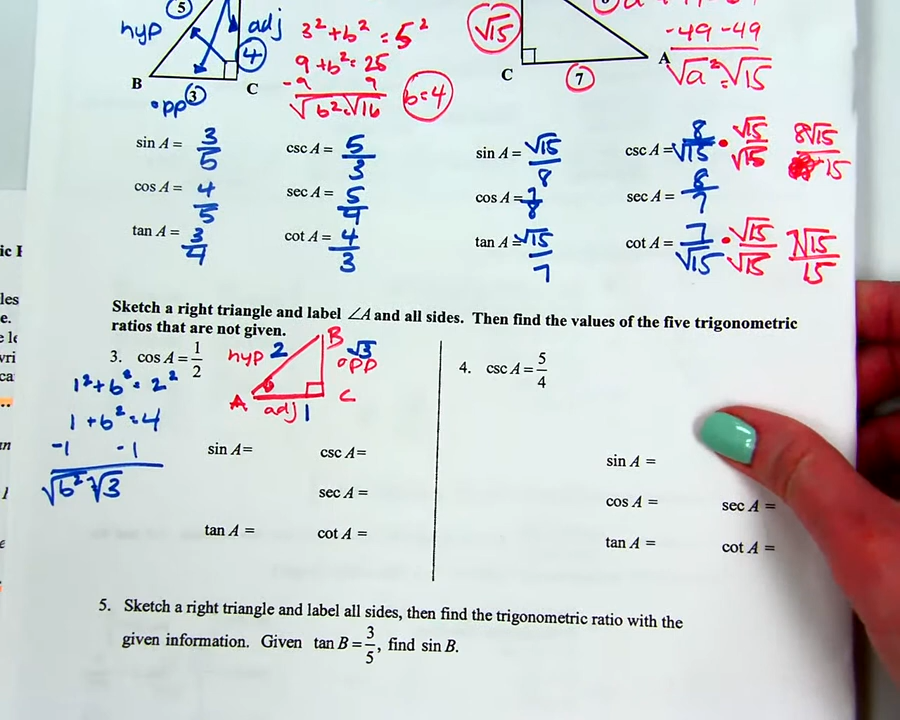 5
hyp
adj
4
B
opp
3
C
3² + b² = 5²
9 + b² = 25
-9 9
√b² = √16
b = 4
√15
C
7
A
-49 -49
√a² = √15
sin A = 3/5
csc A = 5/3
cos A = 4/5
sec A = 5/4
tan A = 3/4
cot A = 4/3
sin A = √15/8
csc A = 8/√15 • √15/√15 8√15/15
cos A = 7/8
sec A = 8/7
tan A = √15/7
cot A = 7/√15 • √15/√15 7√15/15
Sketch a right triangle and label ∠A and all sides. Then find the values of the five trigonometric
ratios that are not given.
3. cos A = 1/2
hyp 2
B
√3
opp
A
adj 1
C
1² + b² = 2²
1 + b² = 4
-1 -1
√b² = √3
sin A=
csc A=
sec A =
tan A =
cot A =
4. csc A = 5/4
sin A =
cos A =
sec A =
tan A =
cot A =
5. Sketch a right triangle and label all sides, then find the trigonometric ratio with the
given information. Given tan B = 3/5, find sin B.